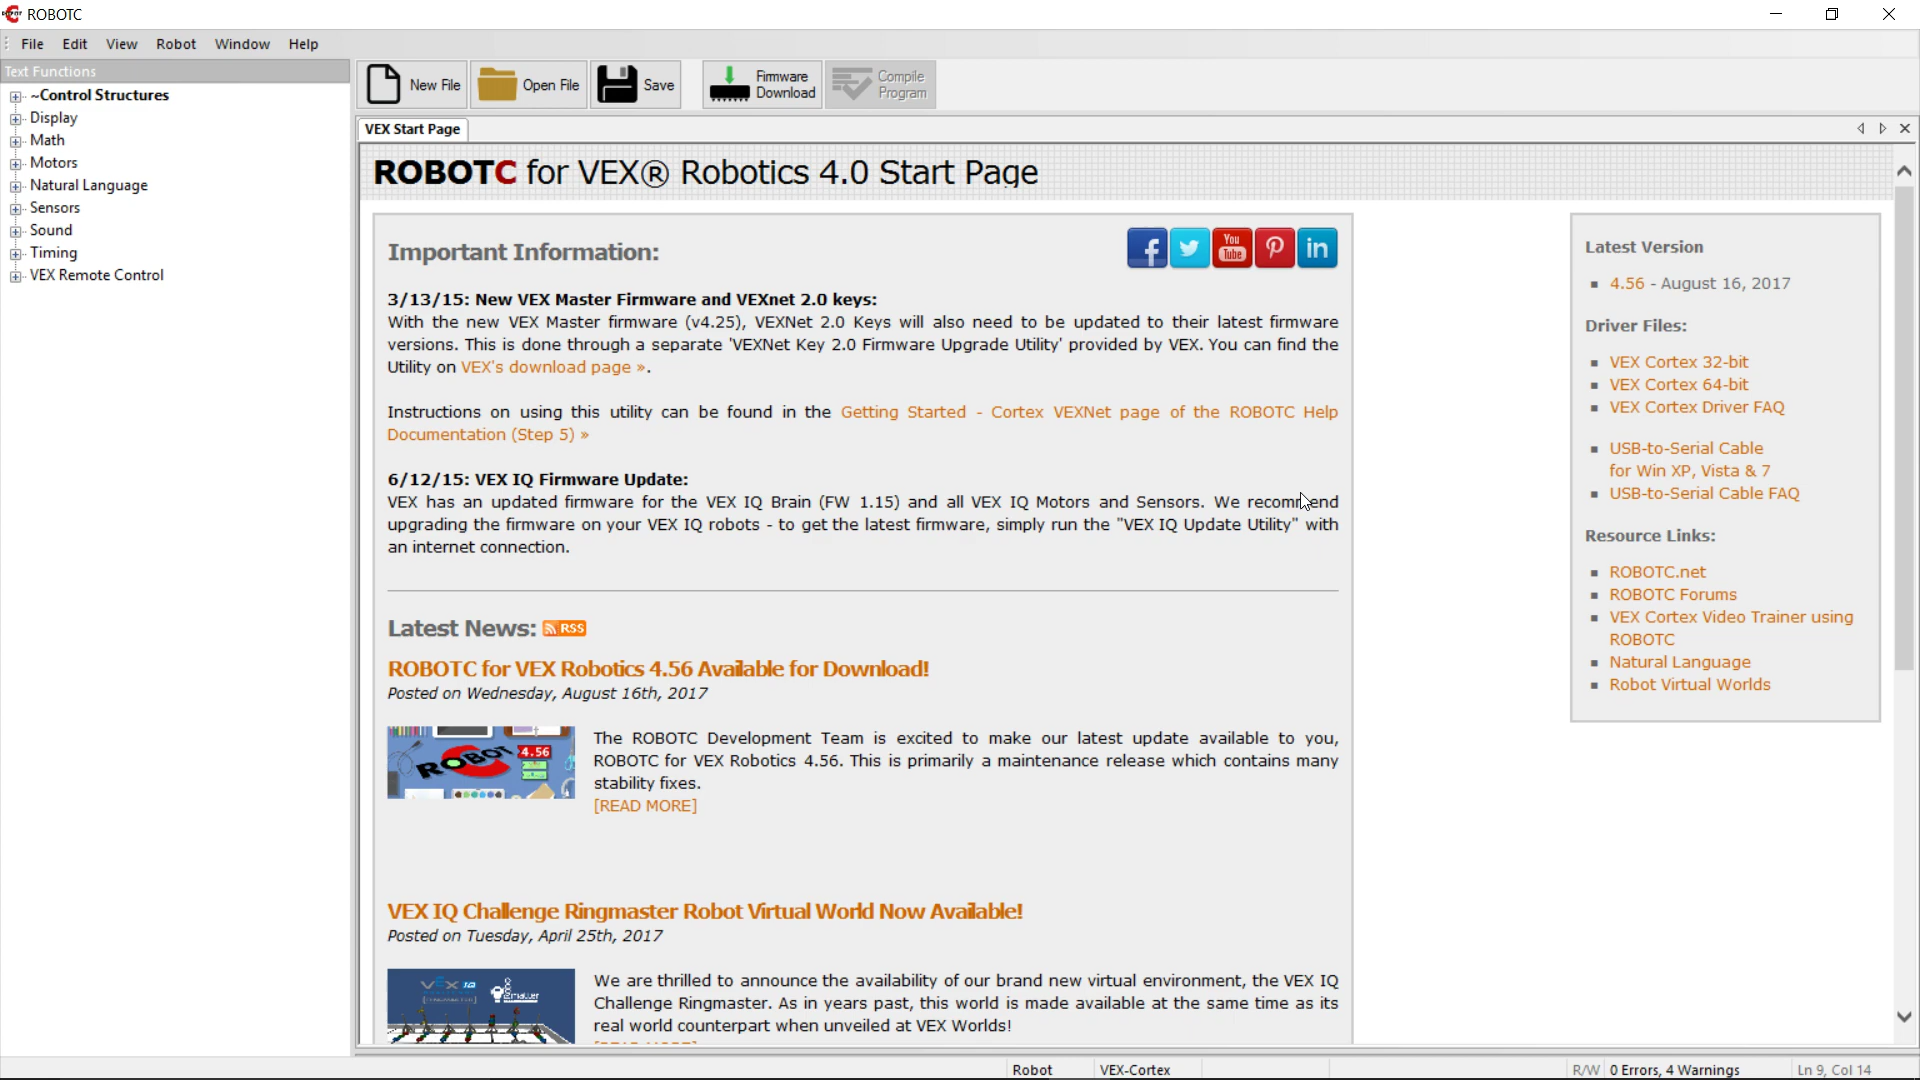 ROBOTC
File Edit View Robot Window Help
Text Functions
~Control Structures
Display
Math
Motors
Natural Language
Sensors
Sound
Timing
VEX Remote Control
New File
Open File
Save
Firmware
Download
Compile
Program
VEX Start Page
ROBOTC for VEX® Robotics 4.0 Start Page
Important Information:
You
Tube
in
3/13/15: New VEX Master Firmware and VEXnet 2.0 keys:
With the new VEX Master firmware (v4.25), VEXNet 2.0 Keys will also need to be updated to their latest firmware
versions. This is done through a separate 'VEXNet Key 2.0 Firmware Upgrade Utility' provided by VEX. You can find the
Utility on VEX's download page ».
Instructions on using this utility can be found in the Getting Started - Cortex VEXNet page of the ROBOTC Help
Documentation (Step 5) »
6/12/15: VEX IQ Firmware Update:
VEX has an updated firmware for the VEX IQ Brain (FW 1.15) and all VEX IQ Motors and Sensors. We recommend
upgrading the firmware on your VEX IQ robots - to get the latest firmware, simply run the "VEX IQ Update Utility" with
an internet connection.
Latest News: RSS
ROBOTC for VEX Robotics 4.56 Available for Download!
Posted on Wednesday, August 16th, 2017
ROBOT 4.56
The ROBOTC Development Team is excited to make our latest update available to you,
ROBOTC for VEX Robotics 4.56. This is primarily a maintenance release which contains many
stability fixes.
[READ MORE]
VEX IQ Challenge Ringmaster Robot Virtual World Now Available!
Posted on Tuesday, April 25th, 2017
VEX IQ
We are thrilled to announce the availability of our brand new virtual environment, the VEX IQ
Challenge Ringmaster. As in years past, this world is made available at the same time as its
real world counterpart when unveiled at VEX Worlds!
Latest Version
4.56 - August 16, 2017
Driver Files:
VEX Cortex 32-bit
VEX Cortex 64-bit
VEX Cortex Driver FAQ
USB-to-Serial Cable
for Win XP, Vista & 7
USB-to-Serial Cable FAQ
Resource Links:
ROBOTC.net
ROBOTC Forums
VEX Cortex Video Trainer using
ROBOTC
Natural Language
Robot Virtual Worlds
Robot VEX-Cortex R/W 0 Errors, 4 Warnings Ln 9, Col 14